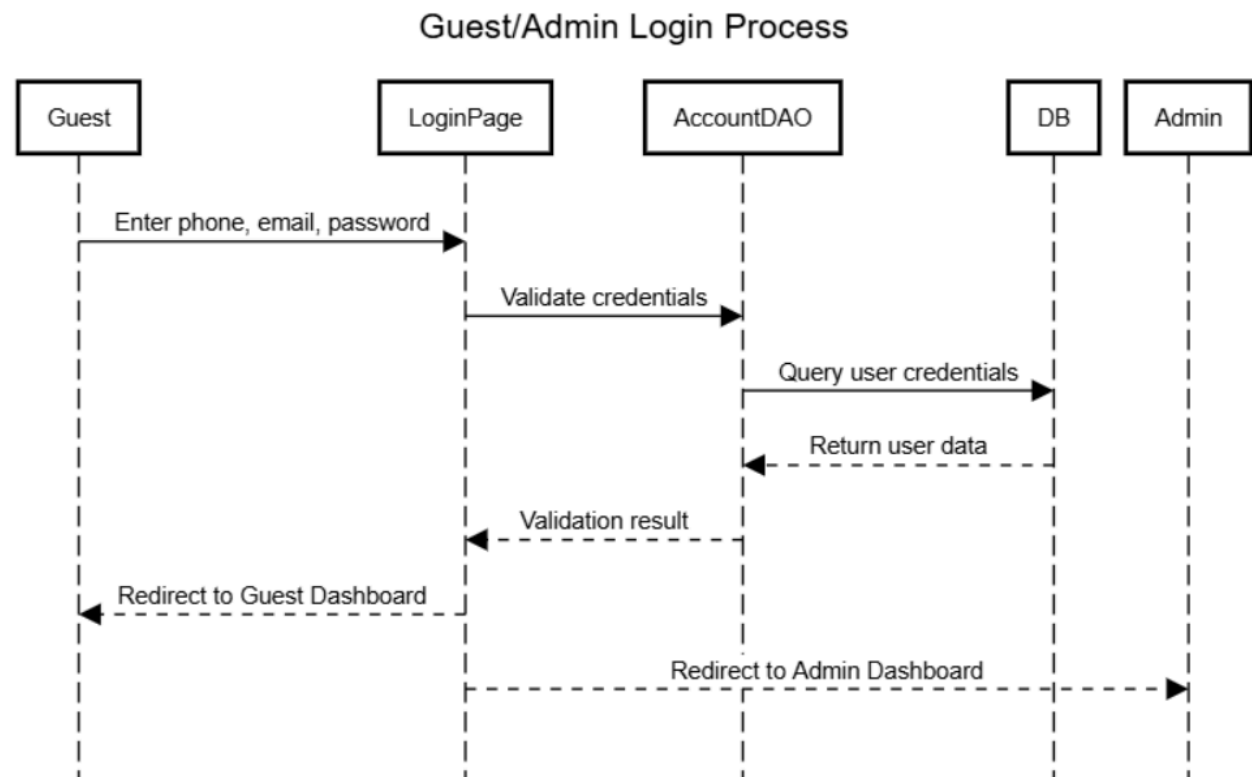 Guest/Admin Login Process
Guest
LoginPage
AccountDAO
DB
Admin
Enter phone, email, password
Validate credentials
Query user credentials
Return user data
Validation result
Redirect to Guest Dashboard
Redirect to Admin Dashboard